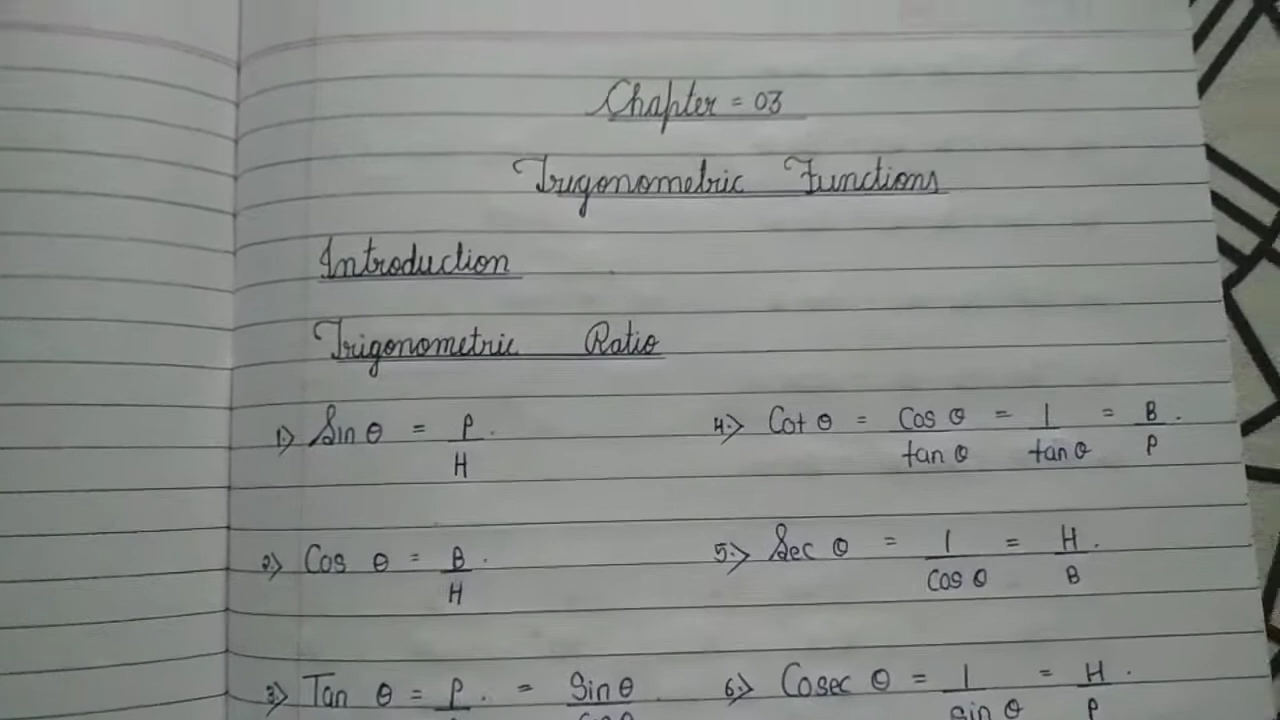 Chapter = 03
Trigonometric Functions
Introduction
Trigonometric Ratio
1) Sin θ = P/H.
4.) Cot θ = Cos θ/tan θ = 1/tan θ = B/P.
2) Cos θ = B/H.
5.) Sec θ = 1/cos θ = H/B.
3) Tan θ = P. = Sin θ
6.) Cosec θ = 1/sin θ = H/P.